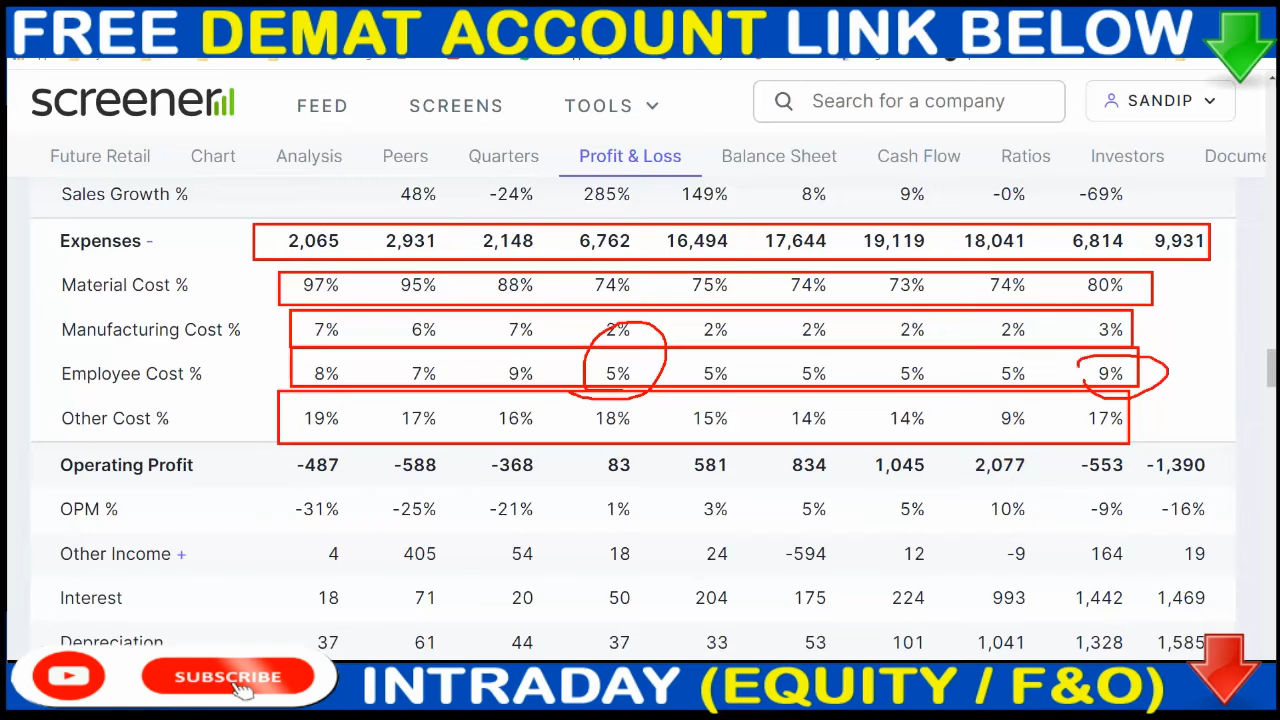 FREE DEMAT ACCOUNT LINK BELOW
screener FEED SCREENS TOOLS Search for a company SANDIP
Future Retail Chart Analysis Peers Quarters Profit & Loss Balance Sheet Cash Flow Ratios Investors Docume
Sales Growth % 48% -24% 285% 149% 8% 9% -0% -69%
Expenses - 2,065 2,931 2,148 6,762 16,494 17,644 19,119 18,041 6,814 9,931
Material Cost % 97% 95% 88% 74% 75% 74% 73% 74% 80%
Manufacturing Cost % 7% 6% 7% 2% 2% 2% 2% 2% 3%
Employee Cost % 8% 7% 9% 5% 5% 5% 5% 5% 9%
Other Cost % 19% 17% 16% 18% 15% 14% 14% 9% 17%
Operating Profit -487 -588 -368 83 581 834 1,045 2,077 -553 -1,390
OPM % -31% -25% -21% 1% 3% 5% 5% 10% -9% -16%
Other Income + 4 405 54 18 24 -594 12 -9 164 19
Interest 18 71 20 50 204 175 224 993 1,442 1,469
Depreciation 37 61 44 37 33 53 101 1,041 1,328 1,585
SUBSCRIBE INTRADAY (EQUITY / F&O)